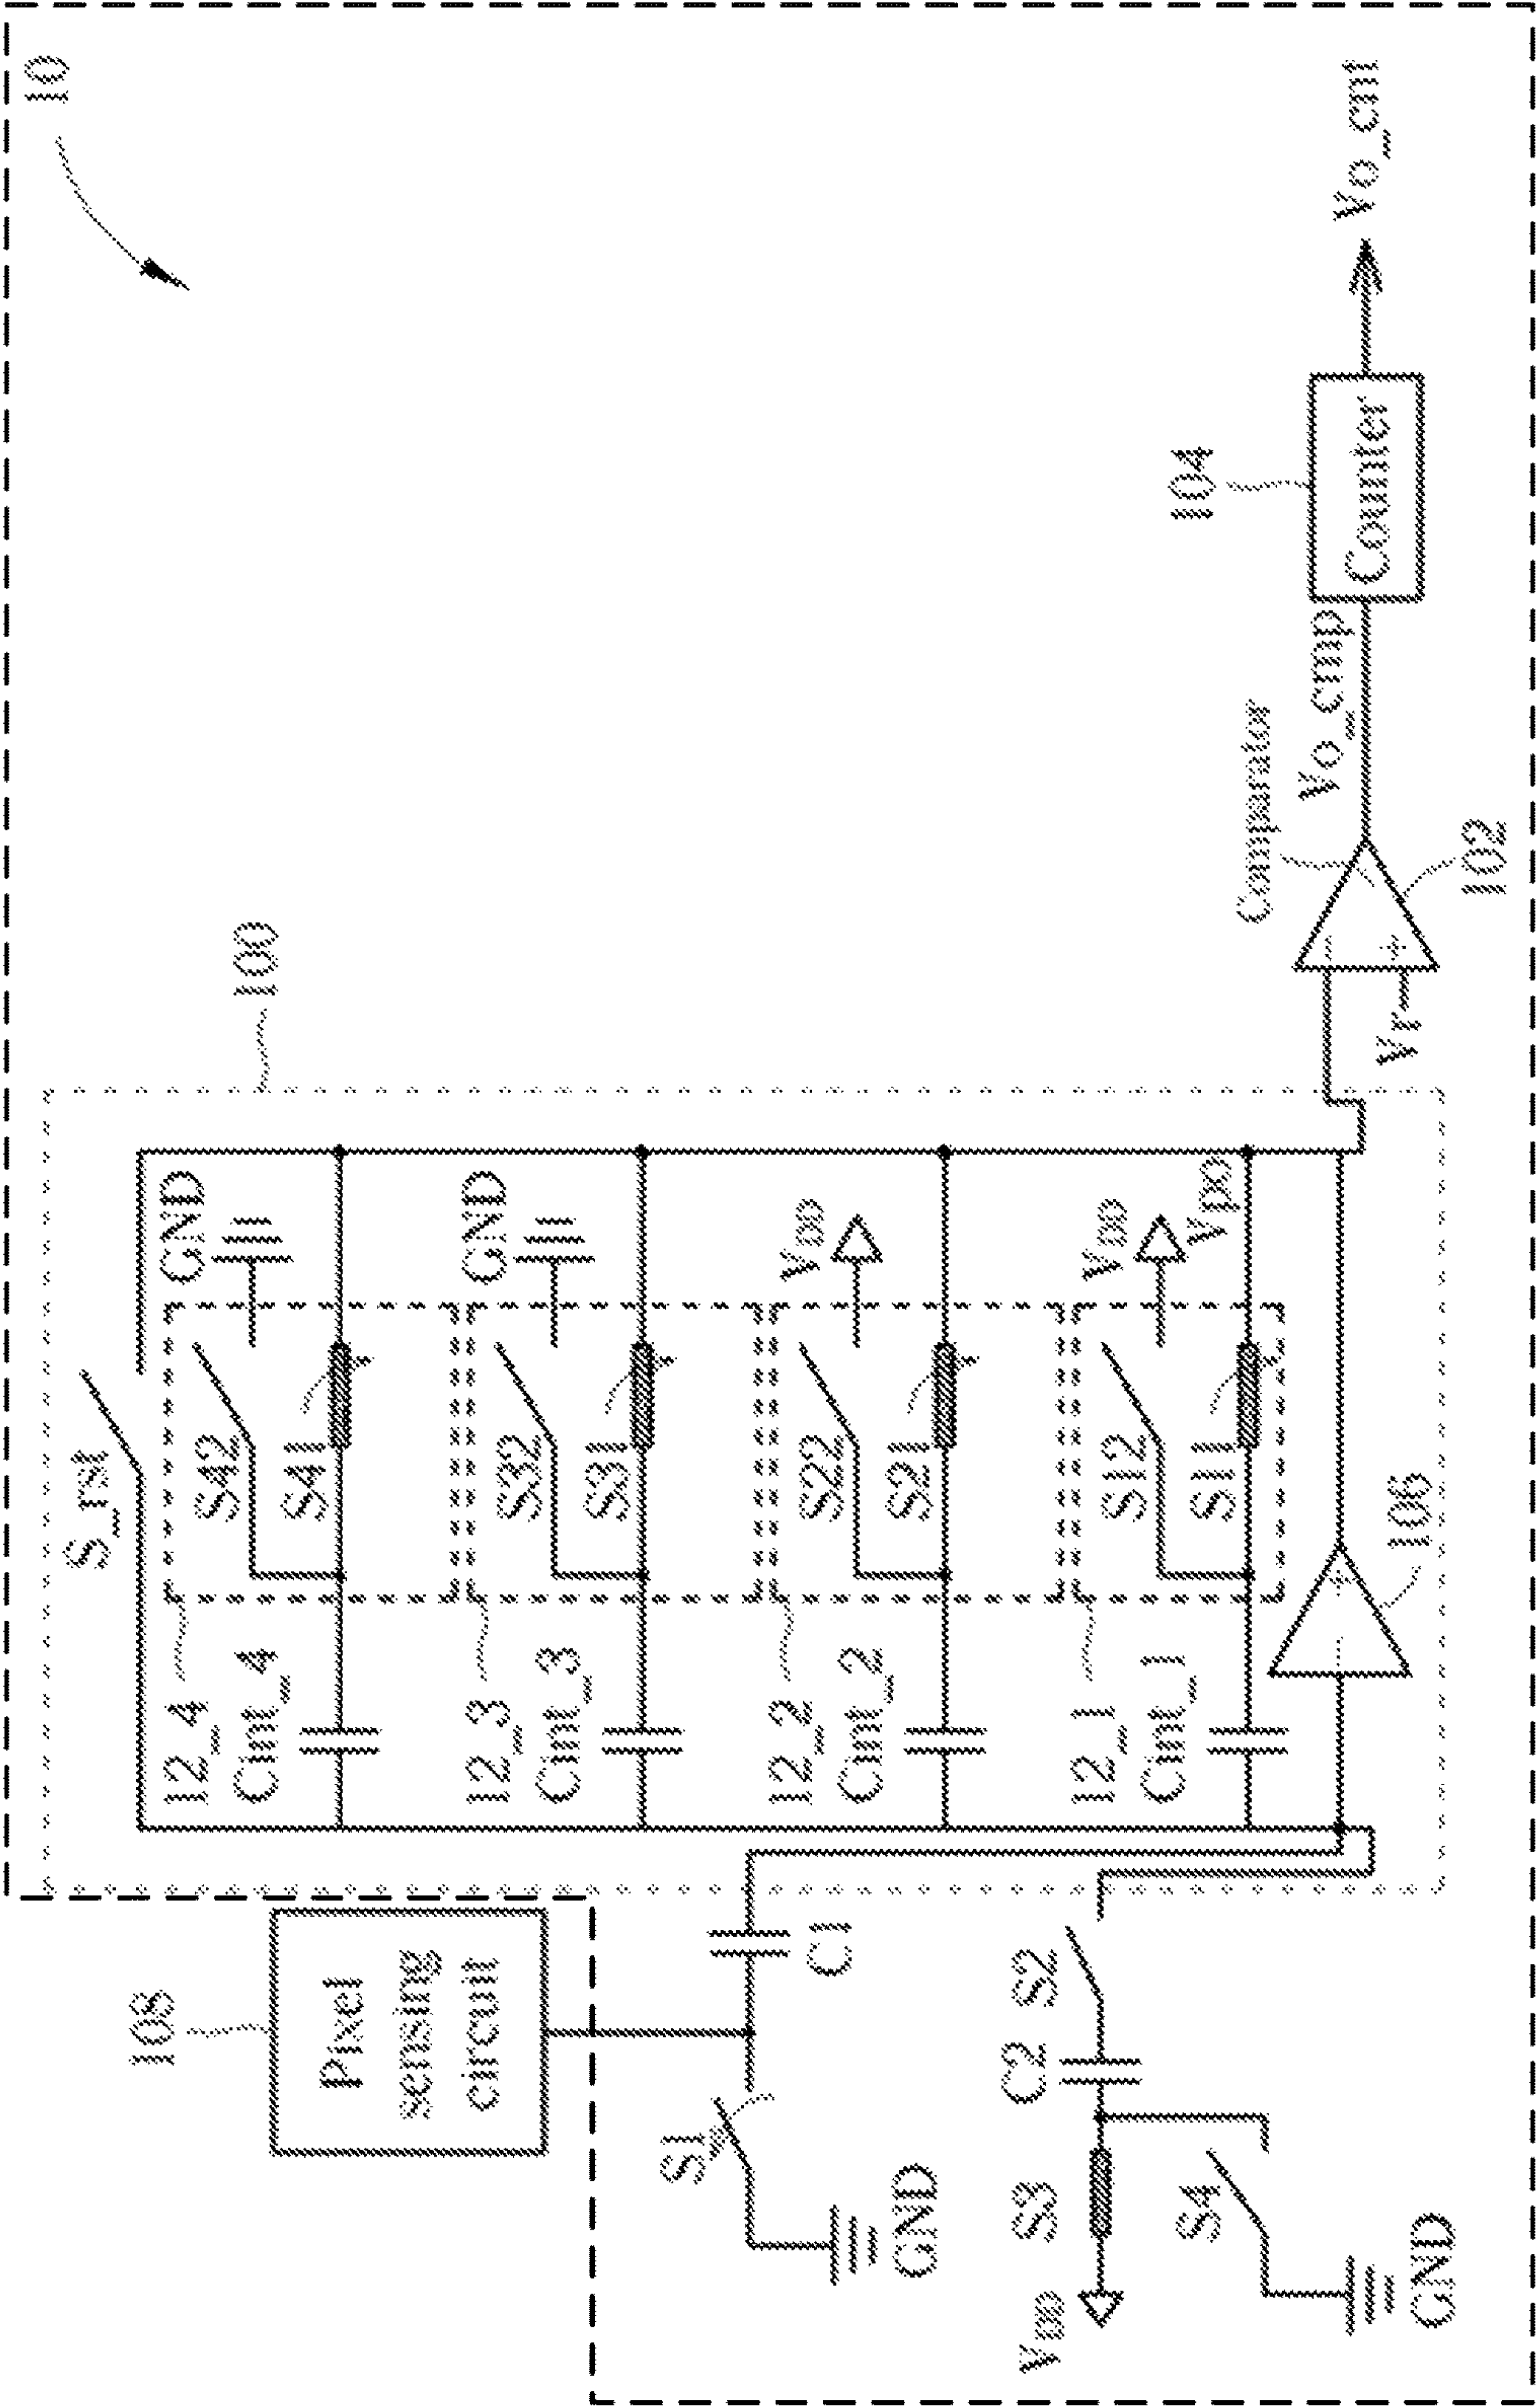 10
108
Pixel
sensing
circuit
S1
GND
C1
VDD
S3
C2
S2
S4
GND
100
S_rst
12_4
Cint_4
S42
S41
GND
12_3
Cint_3
S32
S31
GND
12_2
Cint_2
S22
S21
VDD
12_1
Cint_1
S12
S11
VDD
Vpo
-
+
106
Vr
-
+
Comparator
102
Vo_cmp
104
Counter
Vo_cnt